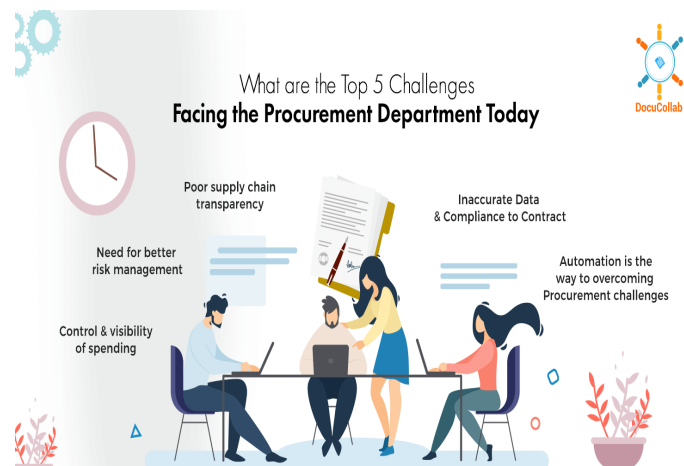 What are the Top 5 Challenges
Facing the Procurement Department Today
DocuCollab
Poor supply chain
transparency
Inaccurate Data
& Compliance to Contract
Need for better
risk management
Automation is the
way to overcoming
Procurement challenges
Control & visibility
of spending